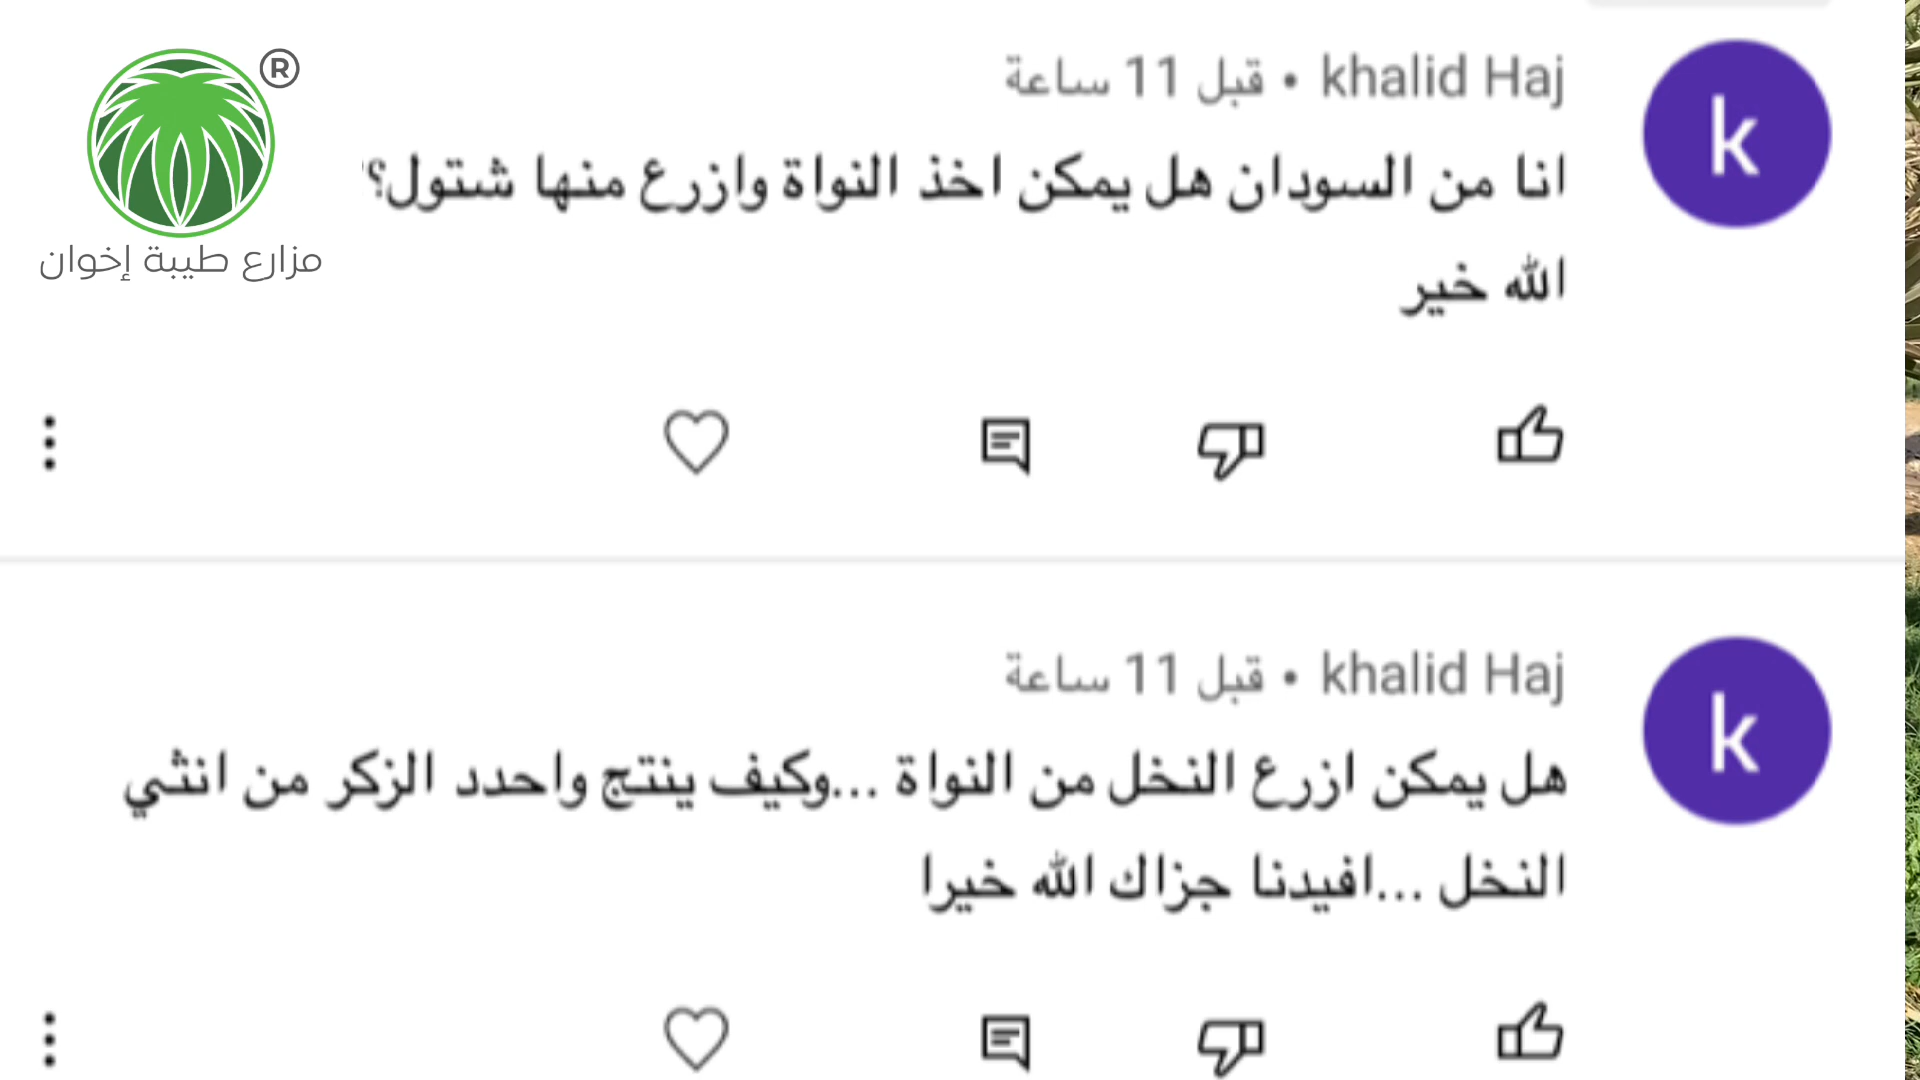 ®
مزارع طيبة إخوان
khalid Haj • قبل 11 ساعة
k
انا من السودان هل يمكن اخذ النواة وازرع منها شتول؟
الله خير
khalid Haj • قبل 11 ساعة
k
هل يمكن ازرع النخل من النواة ...وكيف ينتج واحدد الزكر من انثي
النخل ...افيدنا جزاك الله خيرا